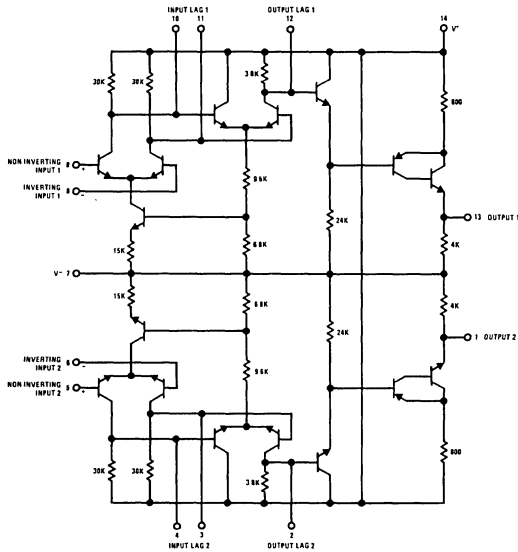 INPUT LAG 1
10 11
OUTPUT LAG 1
12
14
V+
30K
30K
3 8K
800
NON INVERTING
INPUT 1
8
+
INVERTING
INPUT 1
8
−
9 6K
24K
13 OUTPUT 1
15K
6 8K
4K
V− 7
15K
6 8K
24K
4K
INVERTING
INPUT 2
6
−
1 OUTPUT 2
NON-INVERTING
INPUT 2
5
+
9 6K
30K
30K
3 8K
800
4 3
INPUT LAG 2
2
OUTPUT LAG 2